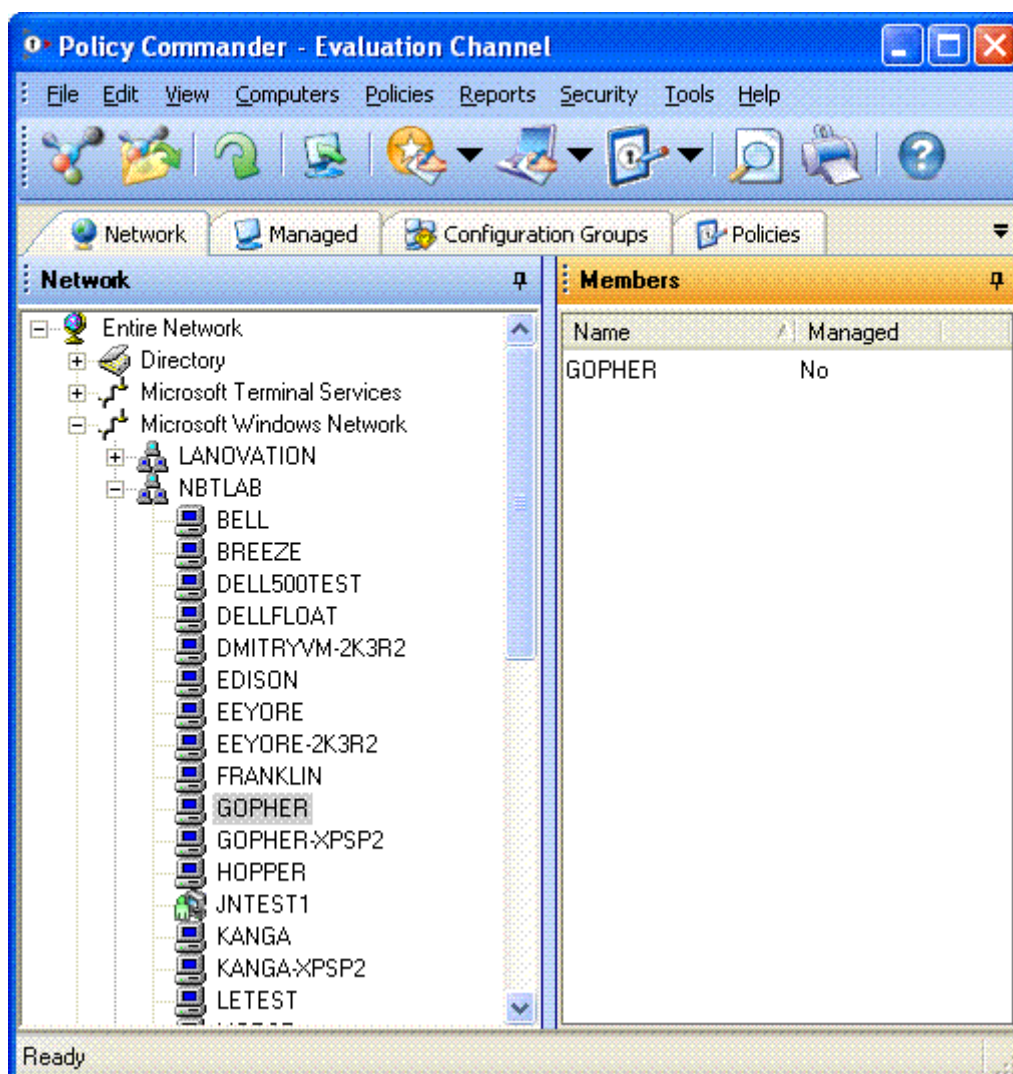 Policy Commander - Evaluation Channel
File Edit View Computers Policies Reports Security Tools Help
Network Managed Configuration Groups Policies
Network
Entire Network
Directory
Microsoft Terminal Services
Microsoft Windows Network
LANOVATION
NBTLAB
BELL
BREEZE
DELL500TEST
DELLFLOAT
DMITRYVM-2K3R2
EDISON
EEYORE
EEYORE-2K3R2
FRANKLIN
GOPHER
GOPHER-XPSP2
HOPPER
JNTEST1
KANGA
KANGA-XPSP2
LETEST
Members
Name Managed
GOPHER No
Ready